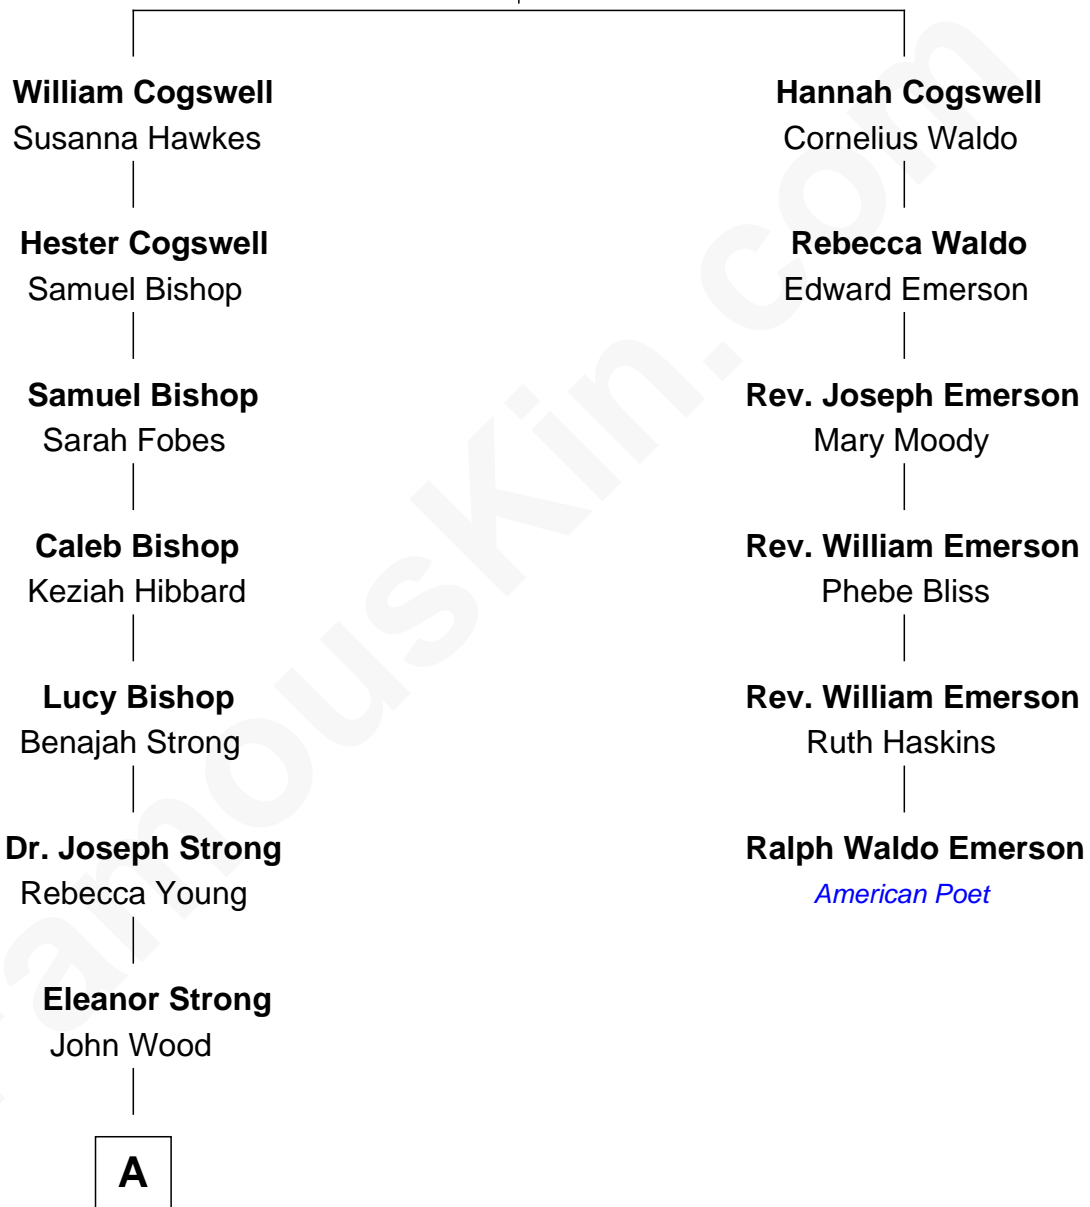 William Cogswell
Susanna Hawkes
Hester Cogswell
Samuel Bishop
Samuel Bishop
Sarah Fobes
Caleb Bishop
Keziah Hibbard
Lucy Bishop
Benajah Strong
Dr. Joseph Strong
Rebecca Young
Eleanor Strong
John Wood
A
Hannah Cogswell
Cornelius Waldo
Rebecca Waldo
Edward Emerson
Rev. Joseph Emerson
Mary Moody
Rev. William Emerson
Phebe Bliss
Rev. William Emerson
Ruth Haskins
Ralph Waldo Emerson
American Poet
FamousKin.com